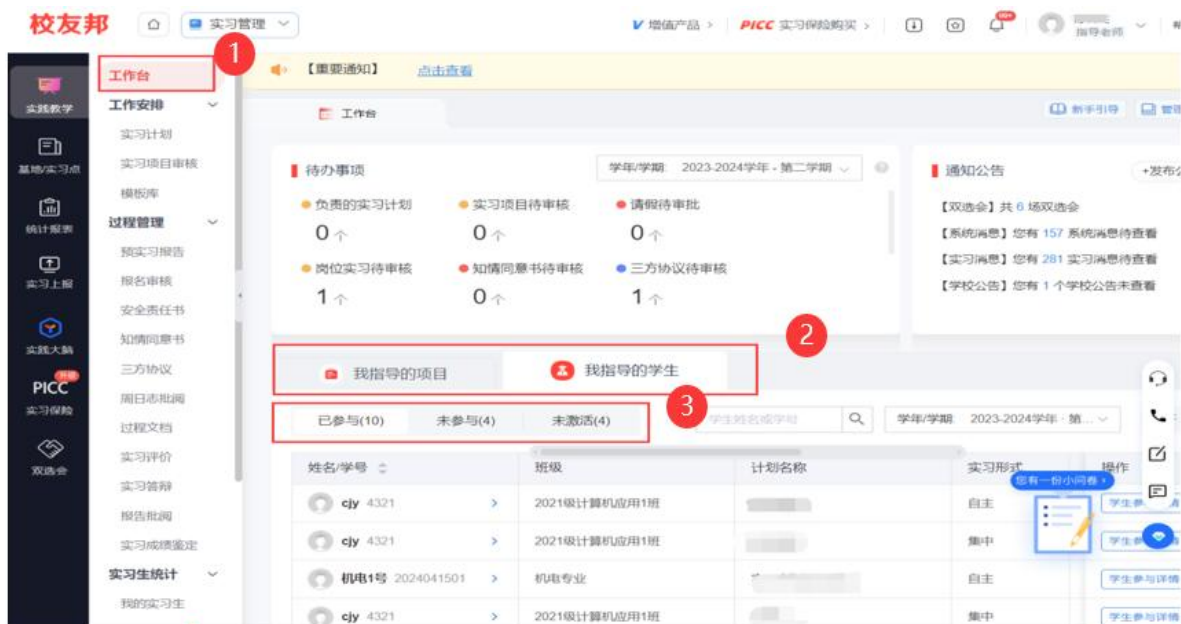 校友邦
实习管理
增值产品
PICC 实习保险购买
99+
指导老师
1
工作台
【重要通知】 点击查看
实践教学
工作安排
工作台
新手引导
实习计划
基地/实习点
实习项目审核
待办事项
学年/学期: 2023-2024学年 - 第二学期
通知公告
+发布公
模板库
负责的实习计划
实习项目待审核
请假待审批
【双选会】共 6 场双选会
统计报表
过程管理
0 个
0 个
0 个
【系统消息】您有 157 系统消息待查看
预实习报告
【实习消息】您有 281 实习消息待查看
实习上报
报名审核
岗位实习待审核
知情同意书待审核
三方协议待审核
【学校公告】您有 1 个学校公告未查看
安全责任书
1 个
0 个
1 个
实践大脑
知情同意书
2
三方协议
我指导的项目
我指导的学生
升级
PICC
实习保险
周日志批阅
3
过程文档
已参与(10)
未参与(4)
未激活(4)
学生姓名或学号
学年/学期: 2023-2024学年 - 第...
双选会
实习评价
姓名/学号
班级
计划名称
实习形式
操作
实习答辩
您有一份小问卷
cjy 4321
2021级计算机应用1班
自主
报告批阅
实习成绩鉴定
cjy 4321
2021级计算机应用1班
集中
实习生统计
机电1号 2024041501
机电专业
自主
学生参与详情
我的实习生
cjy 4321
2021级计算机应用1班
集中
学生参与详情